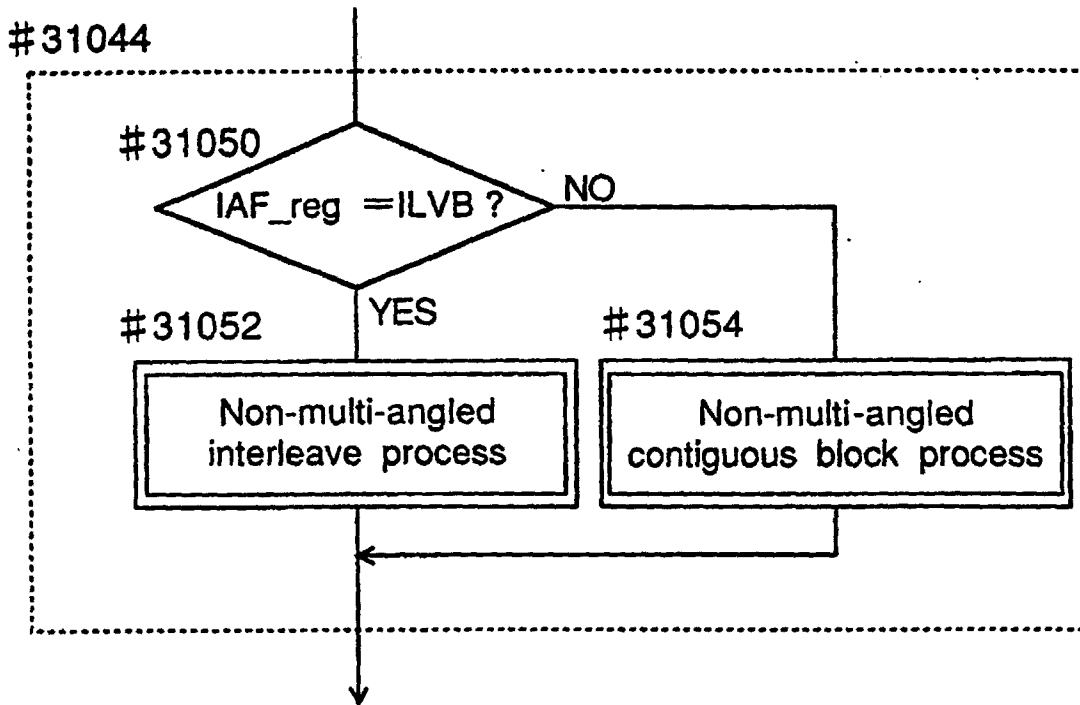 #31044
#31050
IAF_reg =ILVB ?
NO
YES
#31052
#31054
Non-multi-angled
interleave process
Non-multi-angled
contiguous block process